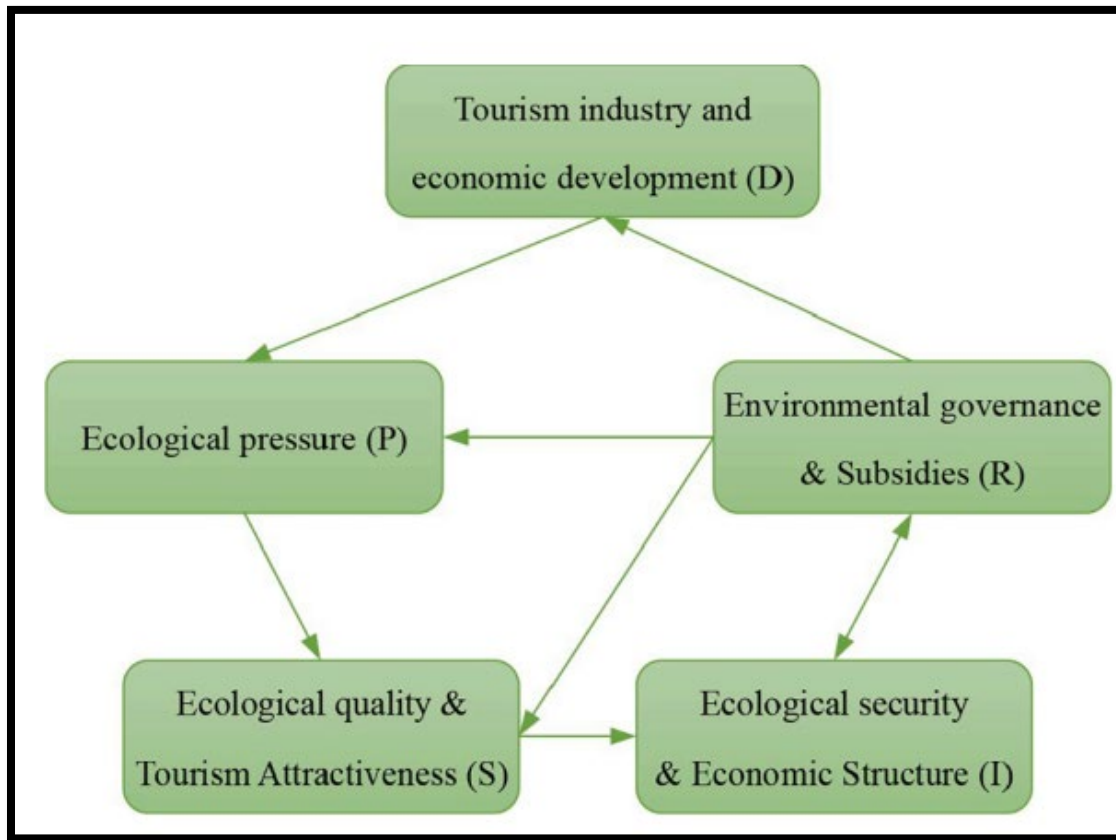 Tourism industry and
economic development (D)
Ecological pressure (P)
Environmental governance
& Subsidies (R)
Ecological quality &
Tourism Attractiveness (S)
Ecological security
& Economic Structure (I)